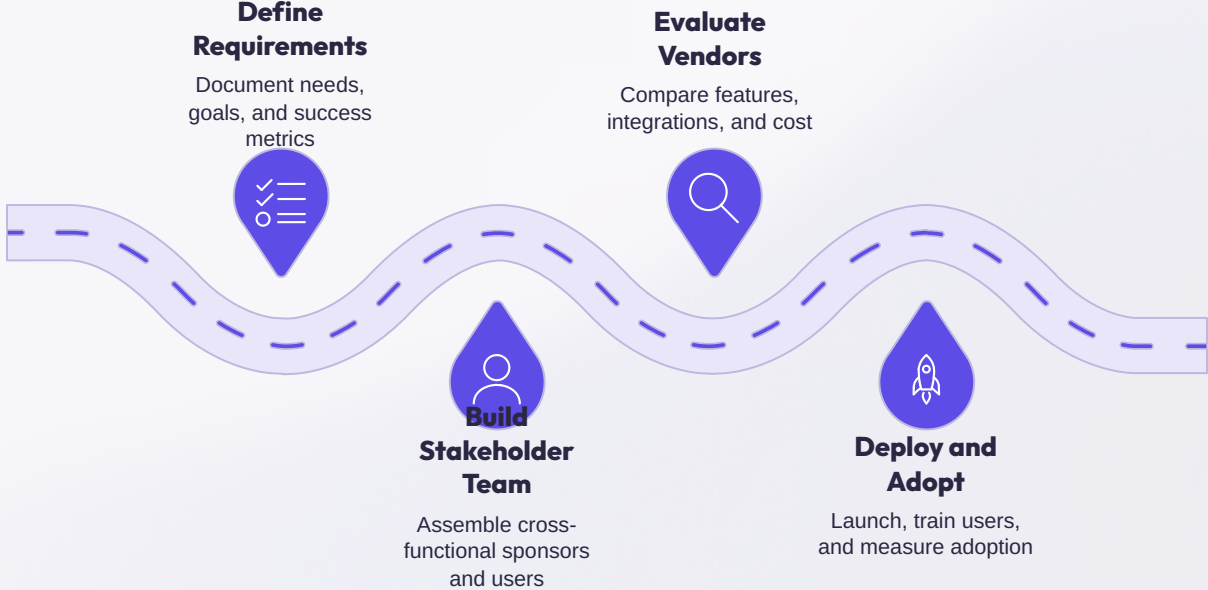 Define
Requirements
Document needs,
goals, and success
metrics
Build
Stakeholder
Team
Assemble cross-
functional sponsors
and users
Evaluate
Vendors
Compare features,
integrations, and cost
Deploy and
Adopt
Launch, train users,
and measure adoption